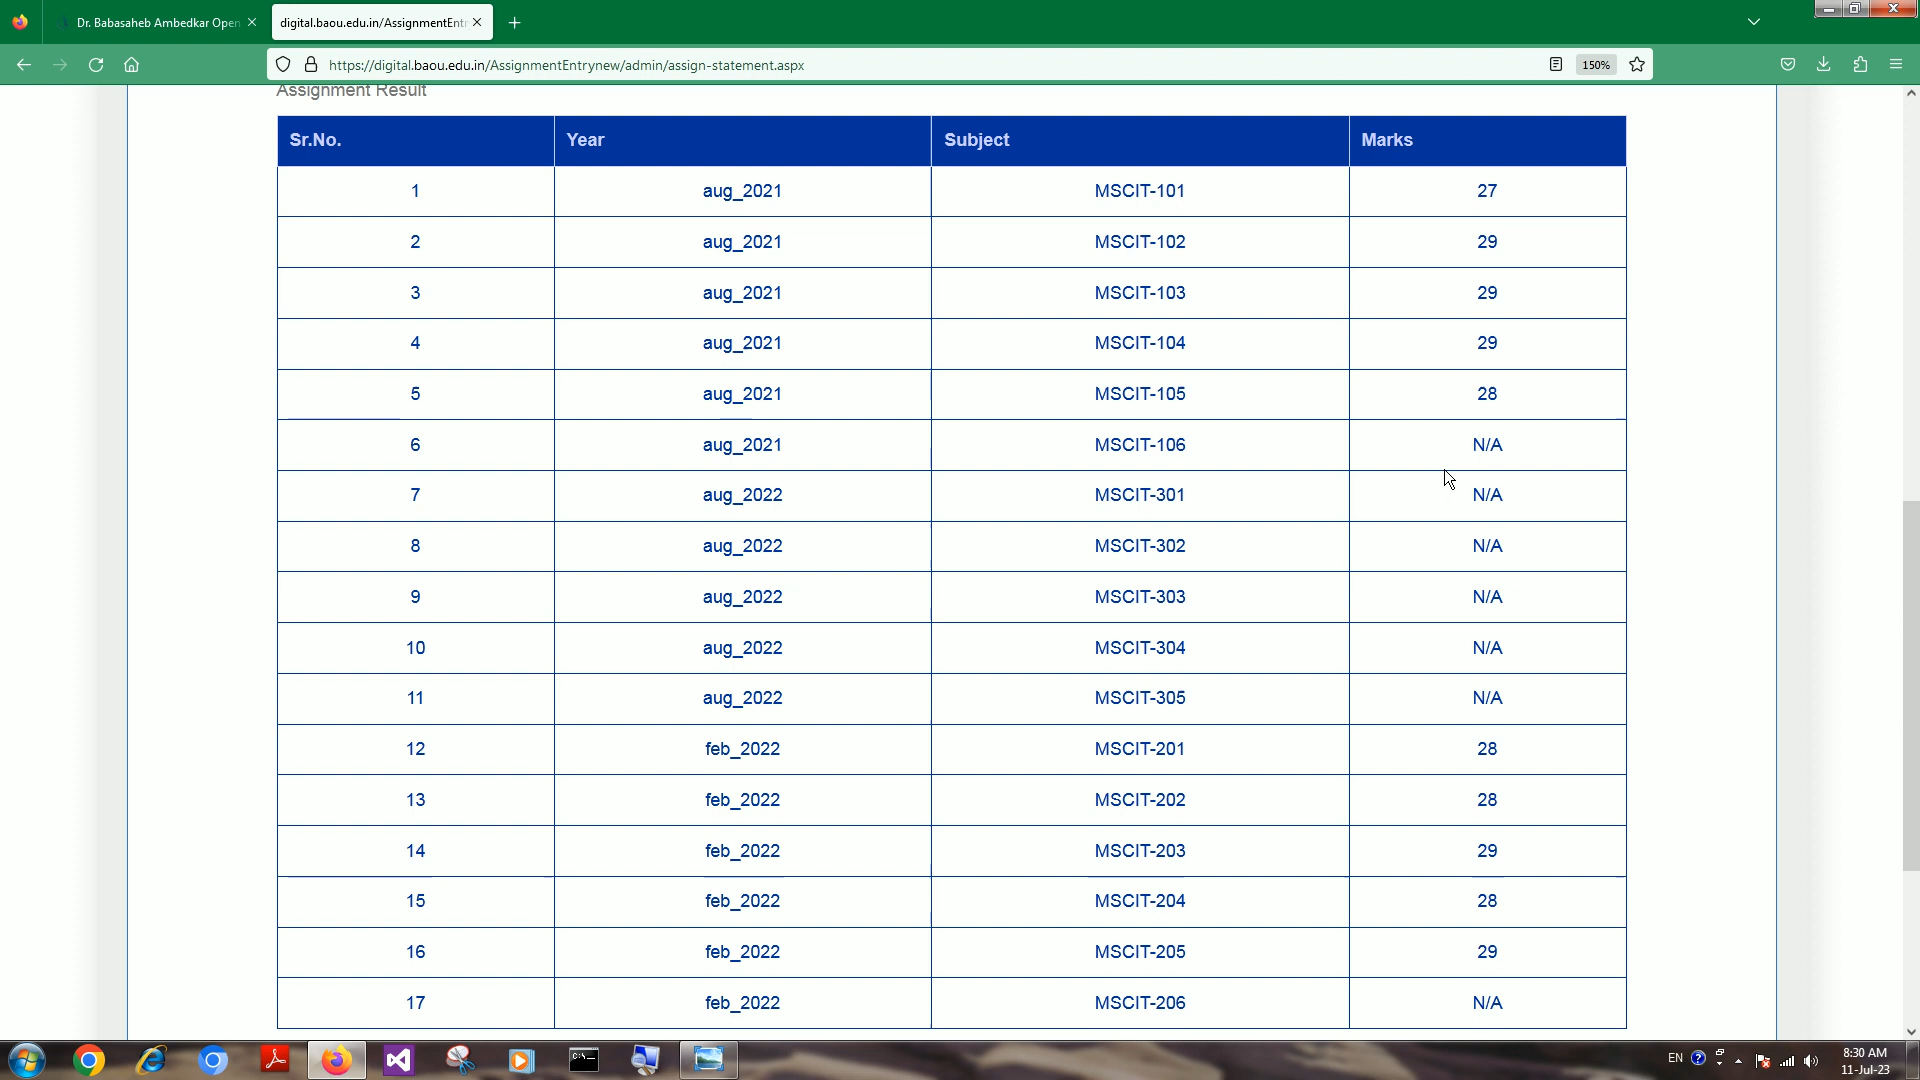 Dr. Babasaheb Ambedkar Open
digital.baou.edu.in/AssignmentEntr
https://digital.baou.edu.in/AssignmentEntrynew/admin/assign-statement.aspx
150%
Assignment Result
Sr.No. Year Subject Marks
1 aug_2021 MSCIT-101 27
2 aug_2021 MSCIT-102 29
3 aug_2021 MSCIT-103 29
4 aug_2021 MSCIT-104 29
5 aug_2021 MSCIT-105 28
6 aug_2021 MSCIT-106 N/A
7 aug_2022 MSCIT-301 N/A
8 aug_2022 MSCIT-302 N/A
9 aug_2022 MSCIT-303 N/A
10 aug_2022 MSCIT-304 N/A
11 aug_2022 MSCIT-305 N/A
12 feb_2022 MSCIT-201 28
13 feb_2022 MSCIT-202 28
14 feb_2022 MSCIT-203 29
15 feb_2022 MSCIT-204 28
16 feb_2022 MSCIT-205 29
17 feb_2022 MSCIT-206 N/A
EN
8:30 AM
11-Jul-23